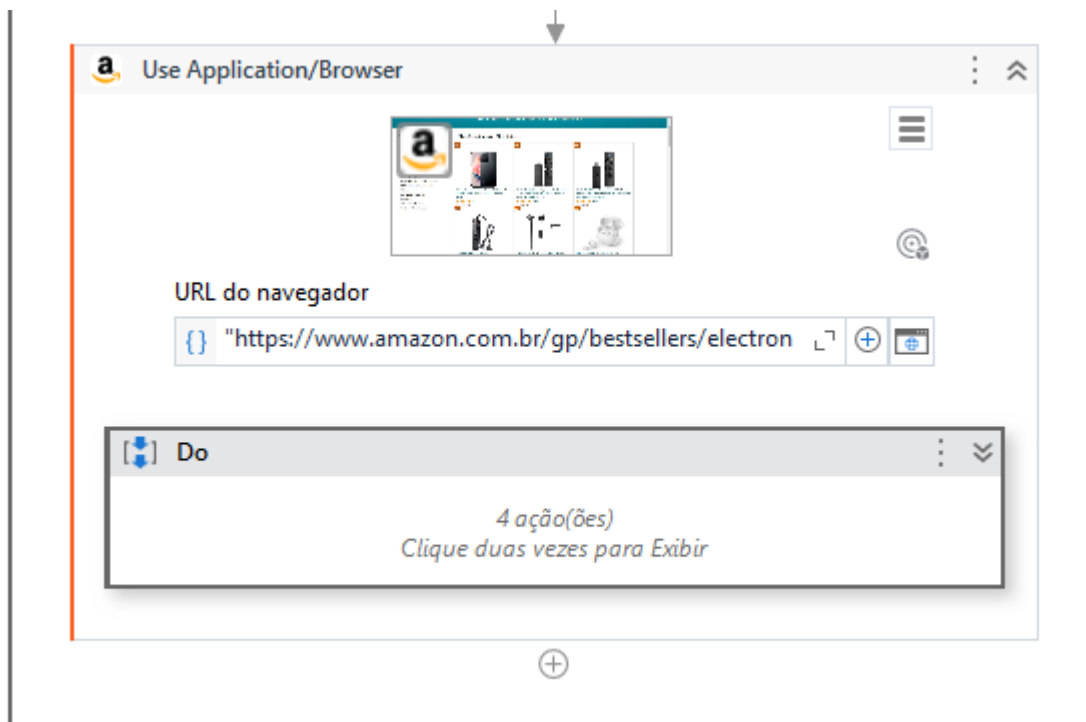 Use Application/Browser
URL do navegador
"https://www.amazon.com.br/gp/bestsellers/electron
Do
4 ação(ões)
Clique duas vezes para Exibir